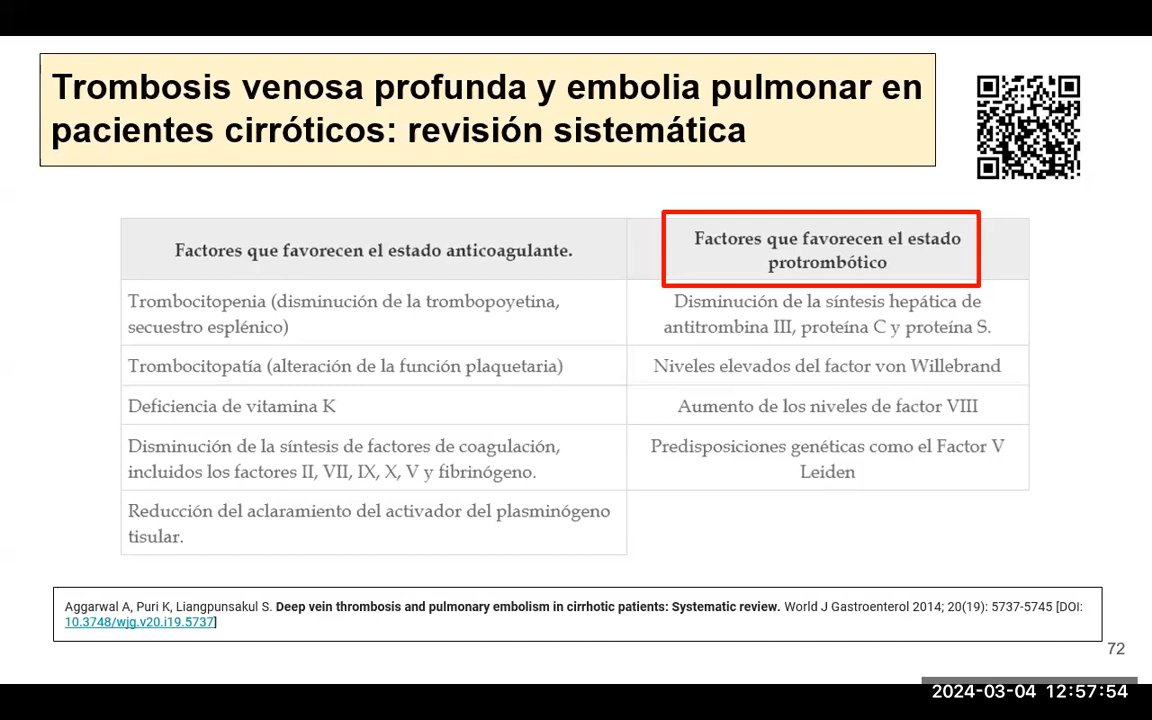 Trombosis venosa profunda y embolia pulmonar en
pacientes cirróticos: revisión sistemática
Factores que favorecen el estado anticoagulante.
Factores que favorecen el estado
protrombótico
Trombocitopenia (disminución de la trombopoyetina,
secuestro esplénico)
Disminución de la síntesis hepática de
antitrombina III, proteína C y proteína S.
Trombocitopatía (alteración de la función plaquetaria)
Niveles elevados del factor von Willebrand
Deficiencia de vitamina K
Aumento de los niveles de factor VIII
Disminución de la síntesis de factores de coagulación,
incluidos los factores II, VII, IX, X, V y fibrinógeno.
Predisposiciones genéticas como el Factor V
Leiden
Reducción del aclaramiento del activador del plasminógeno
tisular.
Aggarwal A, Puri K, Liangpunsakul S. Deep vein thrombosis and pulmonary embolism in cirrhotic patients: Systematic review. World J Gastroenterol 2014; 20(19): 5737-5745 [DOI:
10.3748/wjg.v20.i19.5737]
72
2024-03-04 12:57:54